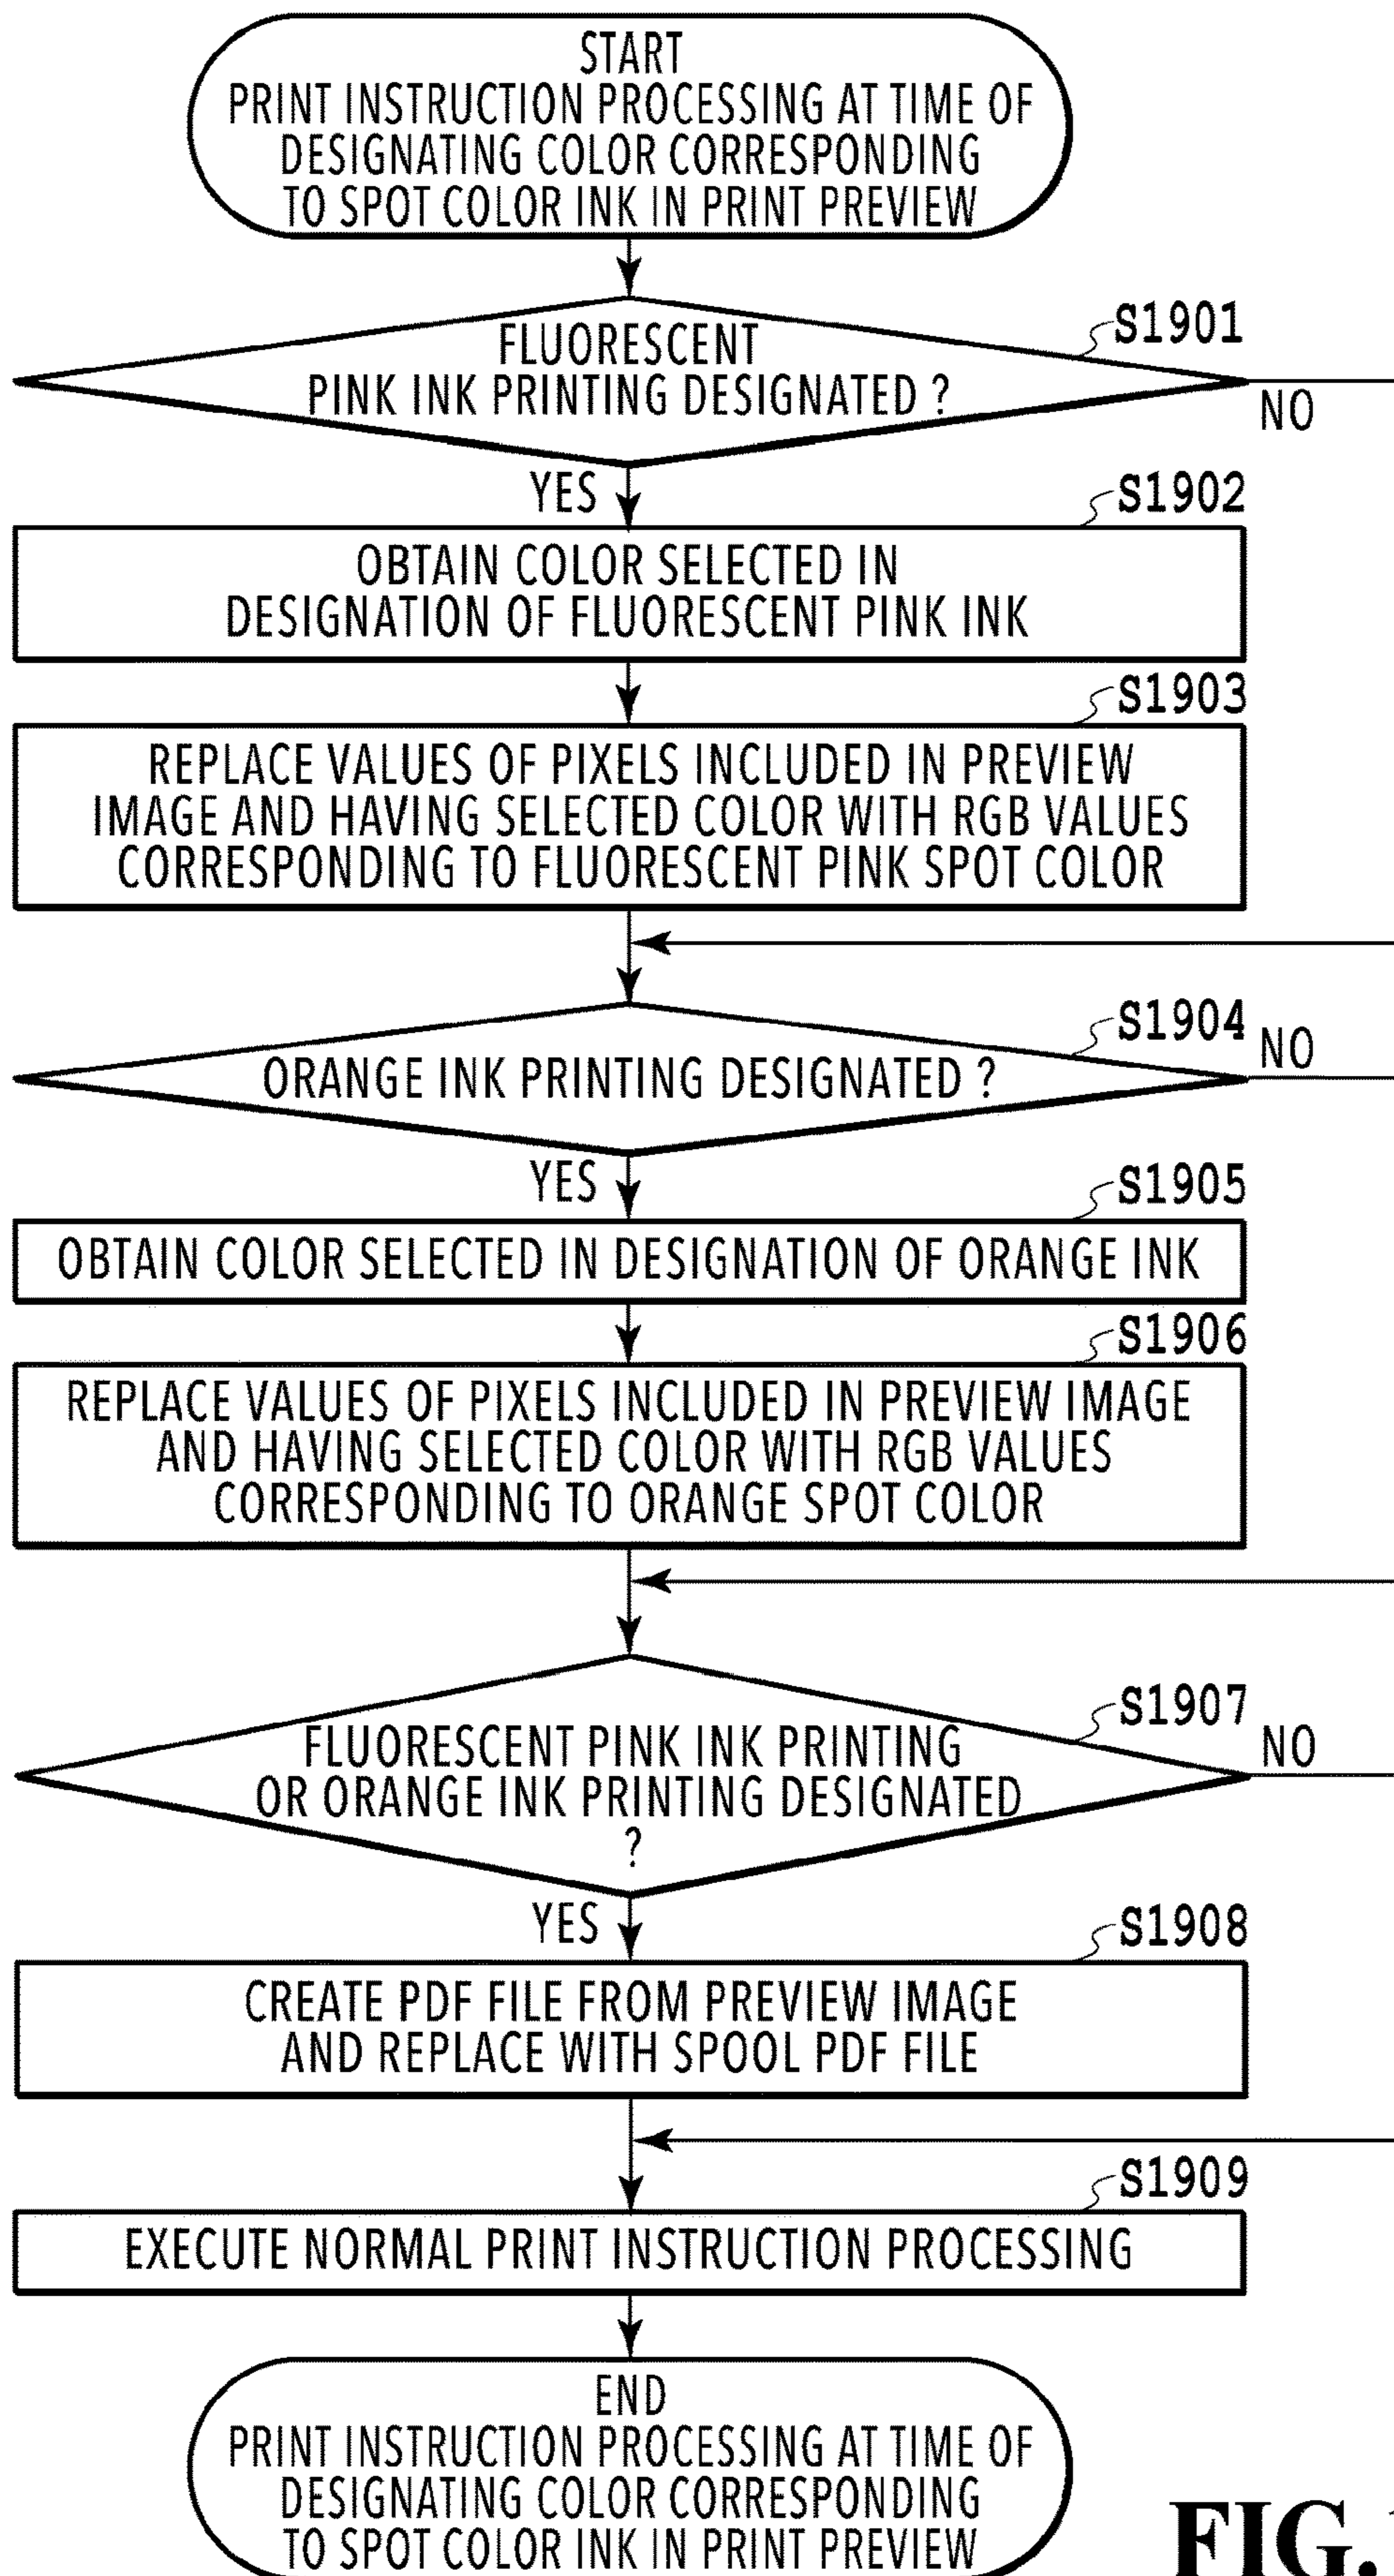 START
PRINT INSTRUCTION PROCESSING AT TIME OF
DESIGNATING COLOR CORRESPONDING
TO SPOT COLOR INK IN PRINT PREVIEW
S1901
FLUORESCENT
PINK INK PRINTING DESIGNATED ?
NO
YES
S1902
OBTAIN COLOR SELECTED IN
DESIGNATION OF FLUORESCENT PINK INK
S1903
REPLACE VALUES OF PIXELS INCLUDED IN PREVIEW
IMAGE AND HAVING SELECTED COLOR WITH RGB VALUES
CORRESPONDING TO FLUORESCENT PINK SPOT COLOR
S1904
NO
ORANGE INK PRINTING DESIGNATED ?
YES
S1905
OBTAIN COLOR SELECTED IN DESIGNATION OF ORANGE INK
S1906
REPLACE VALUES OF PIXELS INCLUDED IN PREVIEW IMAGE
AND HAVING SELECTED COLOR WITH RGB VALUES
CORRESPONDING TO ORANGE SPOT COLOR
S1907
NO
FLUORESCENT PINK INK PRINTING
OR ORANGE INK PRINTING DESIGNATED
?
YES
S1908
CREATE PDF FILE FROM PREVIEW IMAGE
AND REPLACE WITH SPOOL PDF FILE
S1909
EXECUTE NORMAL PRINT INSTRUCTION PROCESSING
END
PRINT INSTRUCTION PROCESSING AT TIME OF
DESIGNATING COLOR CORRESPONDING
TO SPOT COLOR INK IN PRINT PREVIEW
FIG.